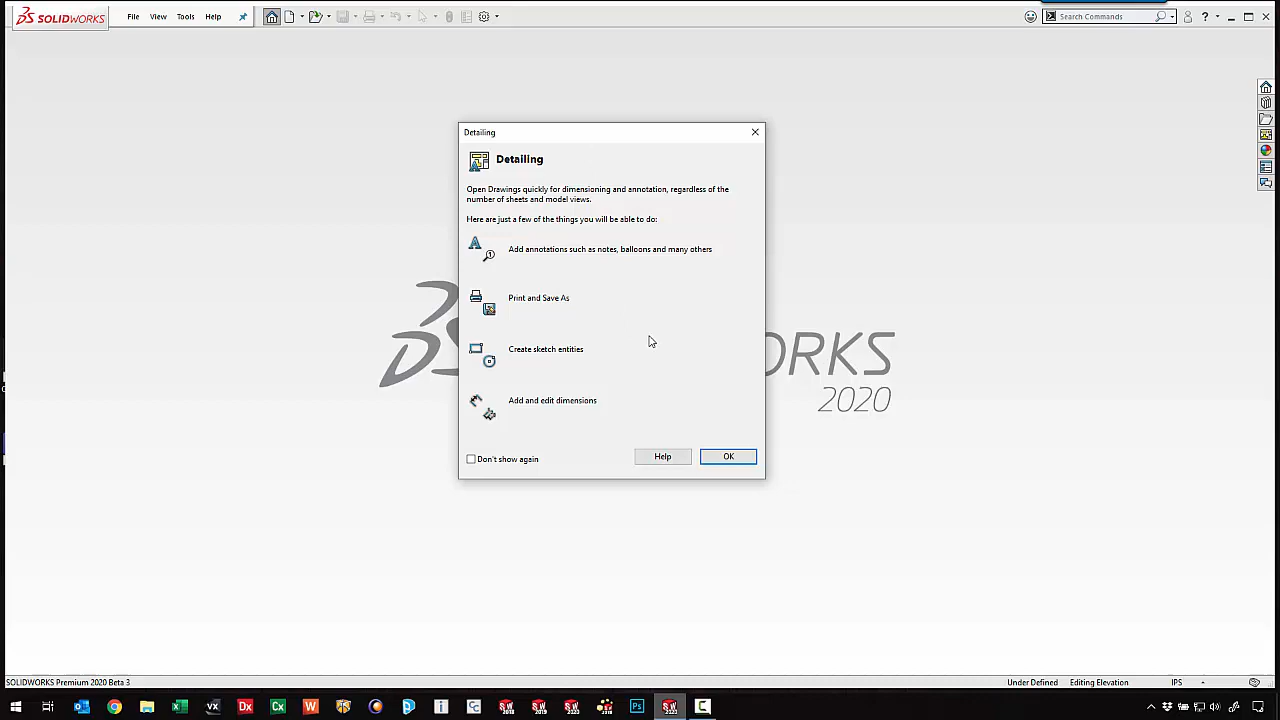 SOLIDWORKS
File View Tools Help
Search Commands
?
Detailing
Detailing
Open Drawings quickly for dimensioning and annotation, regardless of the
number of sheets and model views.
Here are just a few of the things you will be able to do:
Add annotations such as notes, balloons and many others
Print and Save As
Create sketch entities
Add and edit dimensions
Don't show again
Help
OK
ORKS
2020
SOLIDWORKS Premium 2020 Beta 3
Under Defined
Editing Elevation
IPS